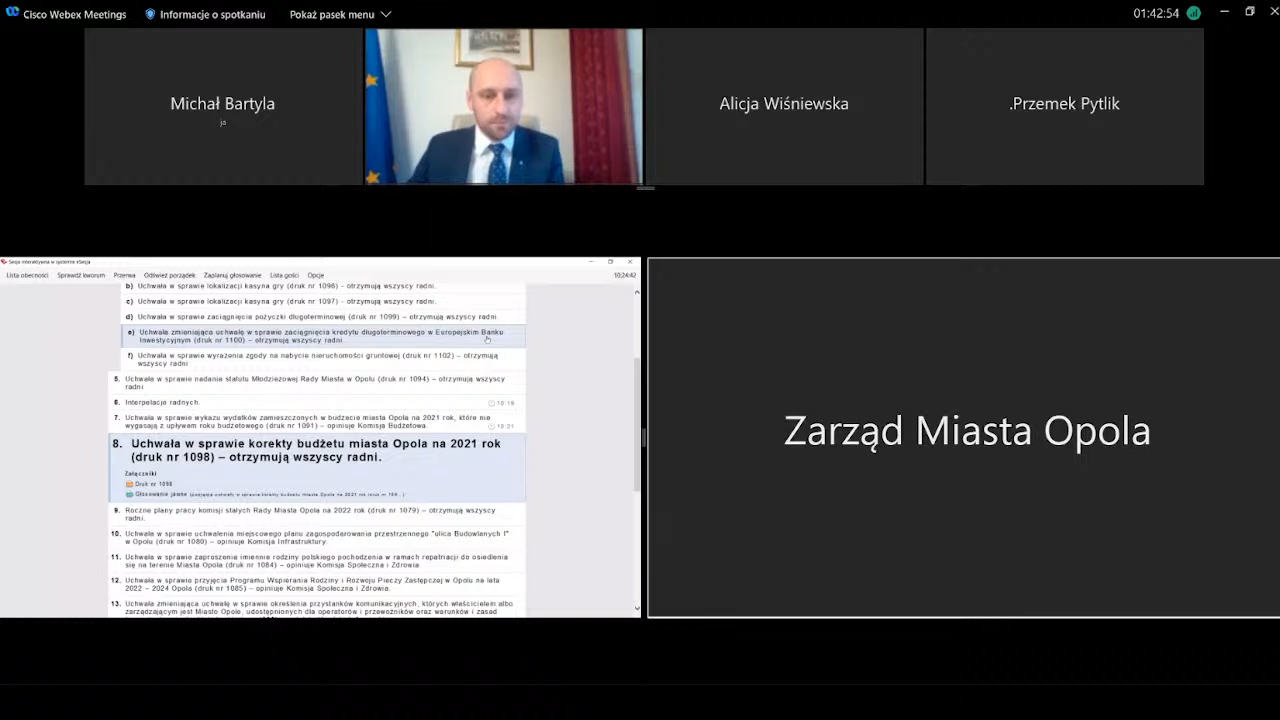 Cisco Webex Meetings
Informacje o spotkaniu
Pokaż pasek menu
01:42:54
Michał Bartyla
ja
Alicja Wiśniewska
.Przemek Pytlik
Sesja interaktywna w systemie eSesja
Lista obecności Sprawdź kworum Przerwa Odśwież porządek Zaplanuj głosowanie Lista gości Opcje 10:24:42
b) Uchwała w sprawie lokalizacji kasyna gry (druk nr 1096) – otrzymują wszyscy radni.
c) Uchwała w sprawie lokalizacji kasyna gry (druk nr 1097) – otrzymują wszyscy radni.
d) Uchwała w sprawie zaciągnięcia pożyczki długoterminowej (druk nr 1099) – otrzymują wszyscy radni.
e) Uchwała zmieniająca uchwałę w sprawie zaciągnięcia kredytu długoterminowego w Europejskim Banku
Inwestycyjnym (druk nr 1100) – otrzymują wszyscy radni.
f) Uchwała w sprawie wyrażenia zgody na nabycie nieruchomości gruntowej (druk nr 1102) – otrzymują
wszyscy radni
5. Uchwała w sprawie nadania statutu Młodzieżowej Rady Miasta w Opolu (druk nr 1094) – otrzymują wszyscy
radni
6. Interpelacje radnych. 10:19
7. Uchwała w sprawie wykazu wydatków zamieszczonych w budżecie miasta Opola na 2021 rok, które nie
wygasają z upływem roku budżetowego (druk nr 1091) – opiniuje Komisja Budżetowa. 10:21
8. Uchwała w sprawie korekty budżetu miasta Opola na 2021 rok
(druk nr 1098) – otrzymują wszyscy radni.
Załączniki
Druk nr 1098
Głosowanie jawne
9. Roczne plany pracy komisji stałych Rady Miasta Opola na 2022 rok (druk nr 1079) – otrzymują wszyscy
radni.
10. Uchwała w sprawie uchwalenia miejscowego planu zagospodarowania przestrzennego "ulica Budowlanych I"
w Opolu (druk nr 1080) – opiniuje Komisja Infrastruktury.
11. Uchwała w sprawie zaproszenia imiennie rodziny polskiego pochodzenia w ramach repatriacji do osiedlenia
się na terenie Miasta Opola (druk nr 1084) – opiniuje Komisja Społeczna i Zdrowia.
12. Uchwała w sprawie przyjęcia Programu Wspierania Rodziny i Rozwoju Pieczy Zastępczej w Opolu na lata
2022 – 2024 Opola (druk nr 1085) – opiniuje Komisja Społeczna i Zdrowia.
13. Uchwała zmieniająca uchwałę w sprawie określenia przystanków komunikacyjnych, których właścicielem albo
zarządzającym jest Miasto Opole, udostępnionych dla operatorów i przewoźników oraz warunków i zasad
Zarząd Miasta Opola